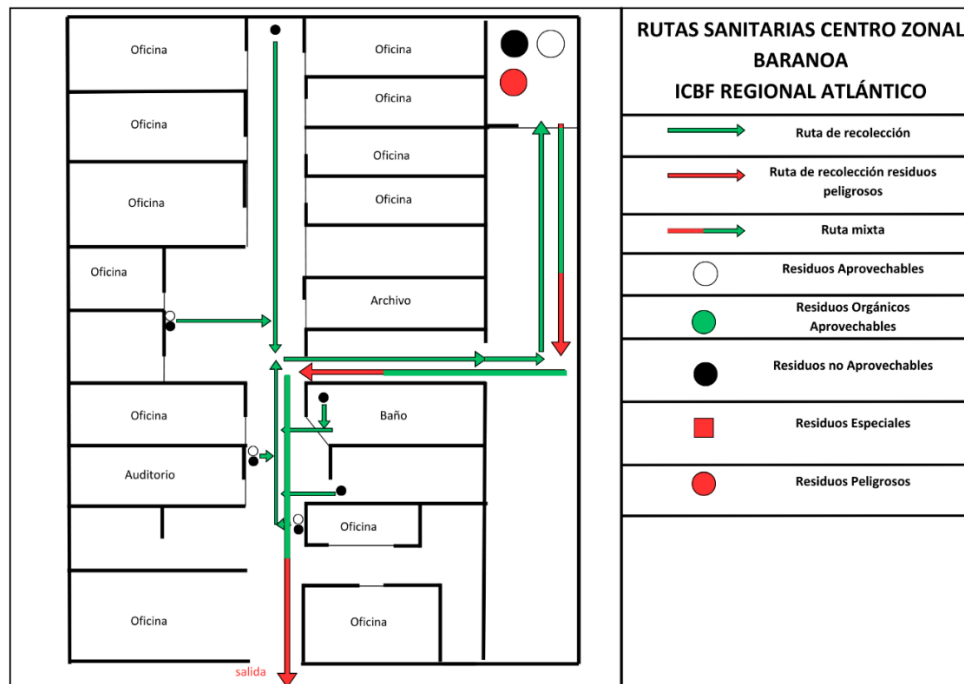 RUTAS SANITARIAS CENTRO ZONAL
BARANOA
ICBF REGIONAL ATLÁNTICO
Ruta de recolección
Ruta de recolección residuos
peligrosos
Ruta mixta
Residuos Aprovechables
Residuos Orgánicos
Aprovechables
Residuos no Aprovechables
Residuos Especiales
Residuos Peligrosos
Oficina
Oficina
Oficina
Oficina
Oficina
Auditorio
Oficina
Oficina
Oficina
Oficina
Oficina
Archivo
Baño
Oficina
Oficina
salida